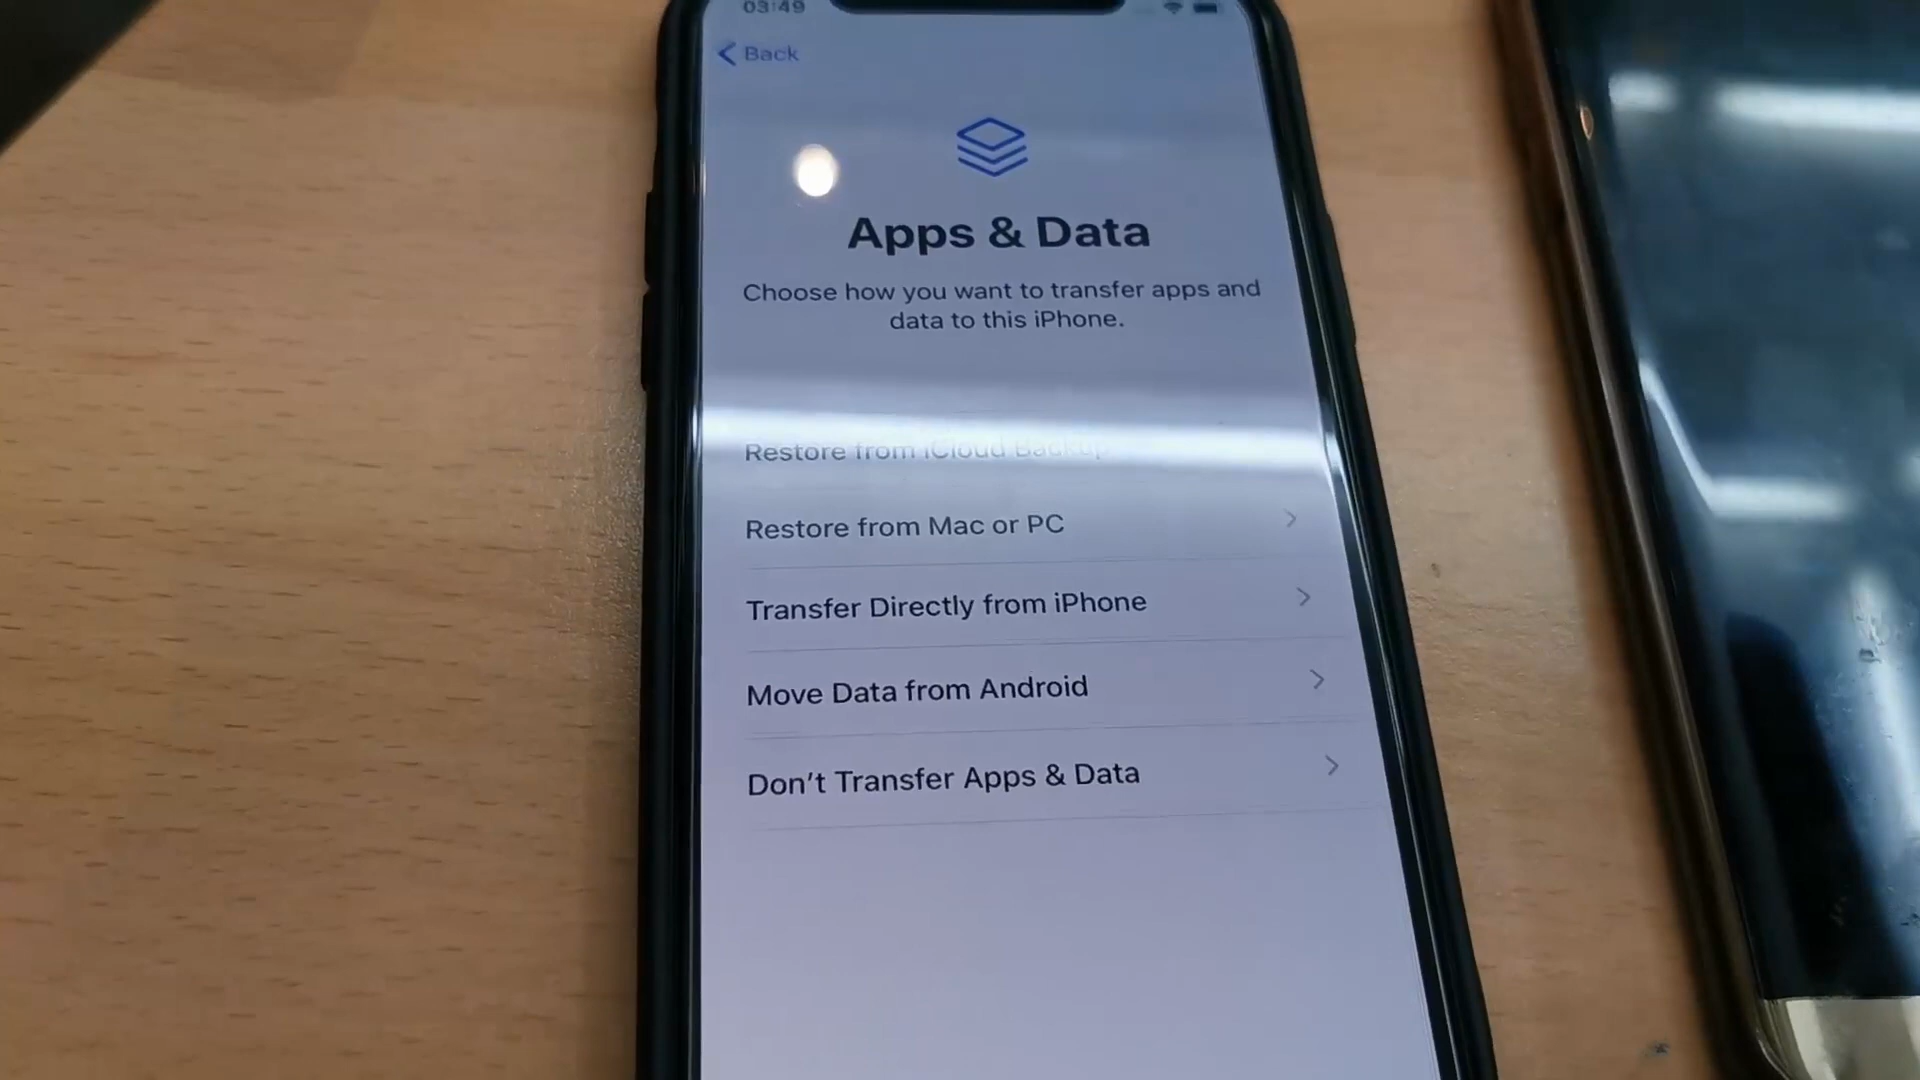 03:49
Back
Apps & Data
Choose how you want to transfer apps and
data to this iPhone.
Restore from iCloud Backup
Restore from Mac or PC
Transfer Directly from iPhone
Move Data from Android
Don't Transfer Apps & Data